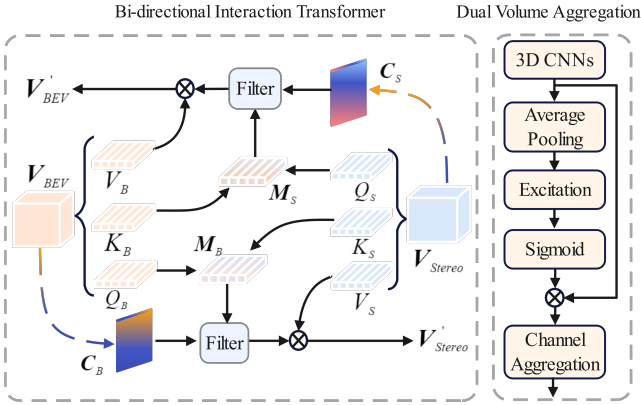 Bi-directional Interaction Transformer
Dual Volume Aggregation
V'BEV
Filter
CS
VBEV
VB
MS
QS
KB
MB
KS
VStereo
QB
VS
CB
Filter
V'Stereo
3D CNNs
Average
Pooling
Excitation
Sigmoid
Channel
Aggregation